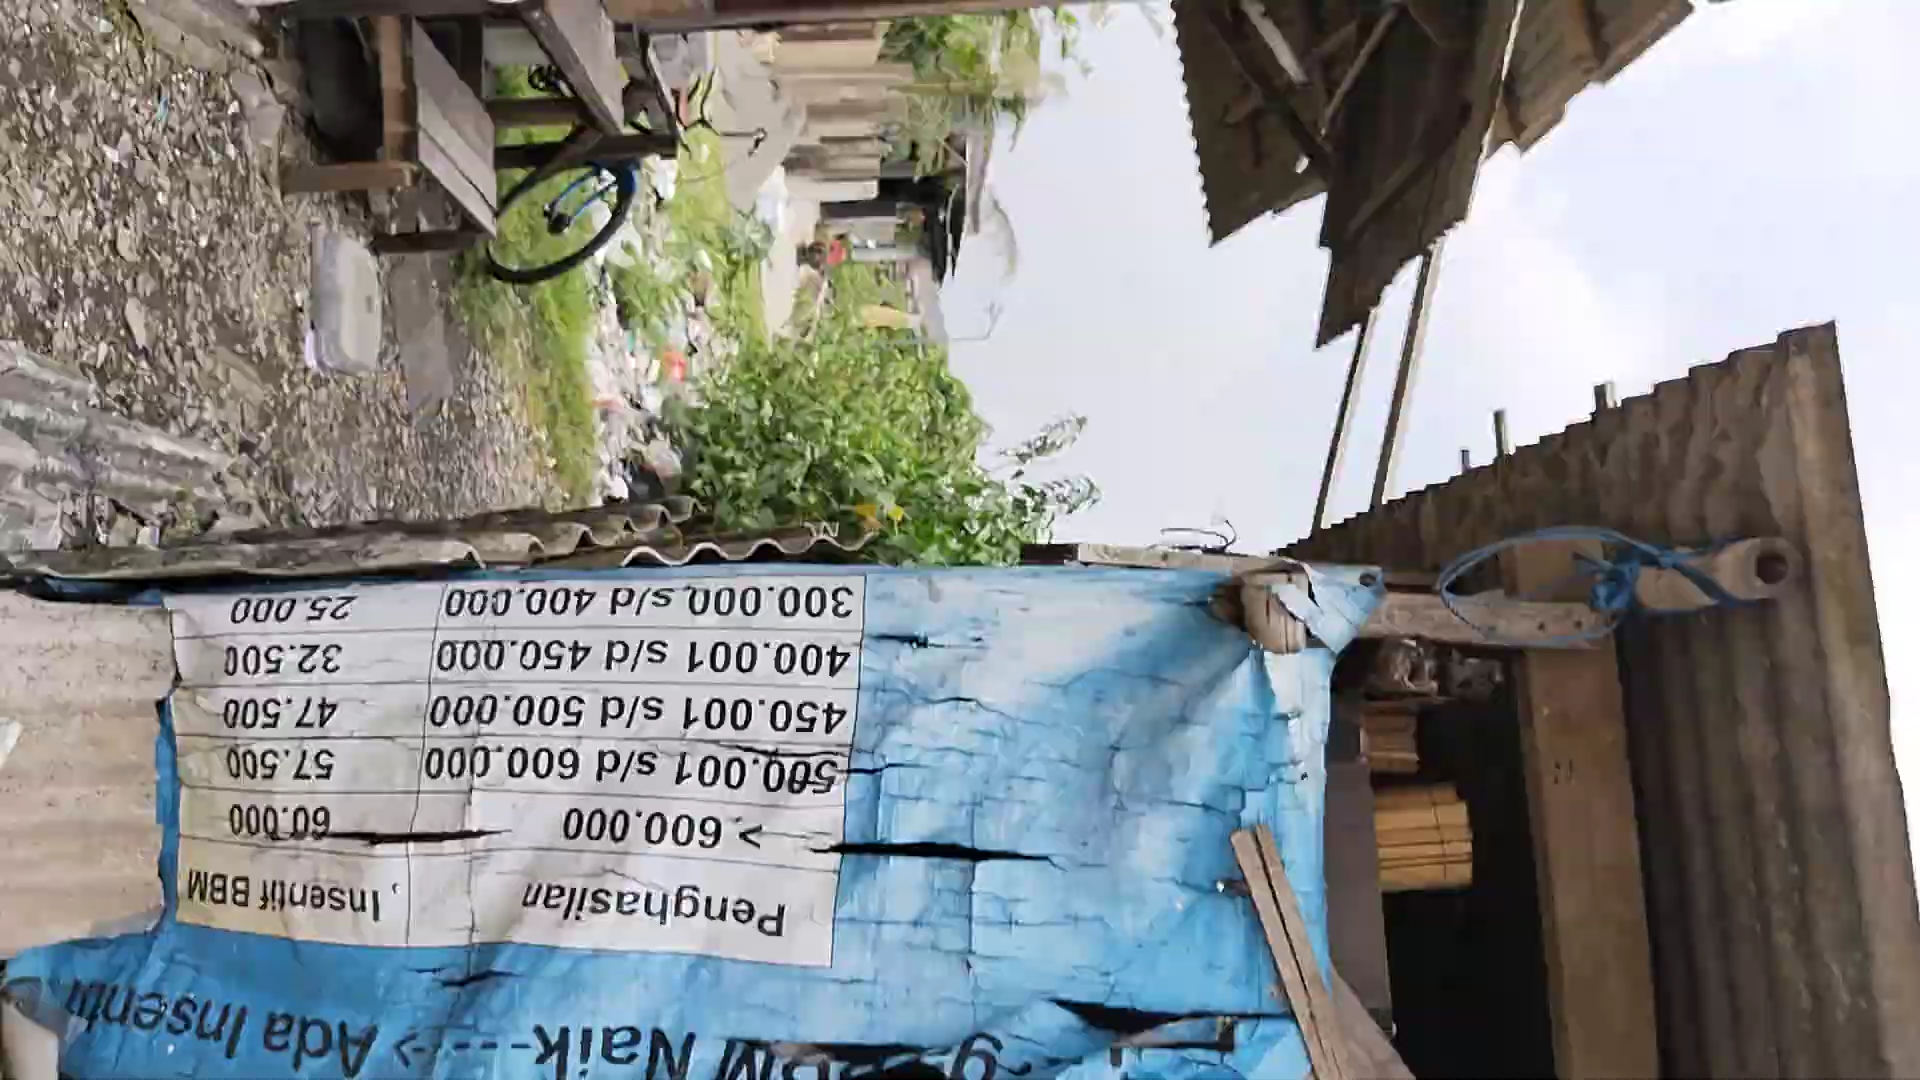 BBM Naik----> Ada Insentif
Penghasilan Insentif BBM
> 600.000 60.000
500.001 s/d 600.000 57.500
450.001 s/d 500.000 47.500
400.001 s/d 450.000 32.500
300.000 s/d 400.000 25.000